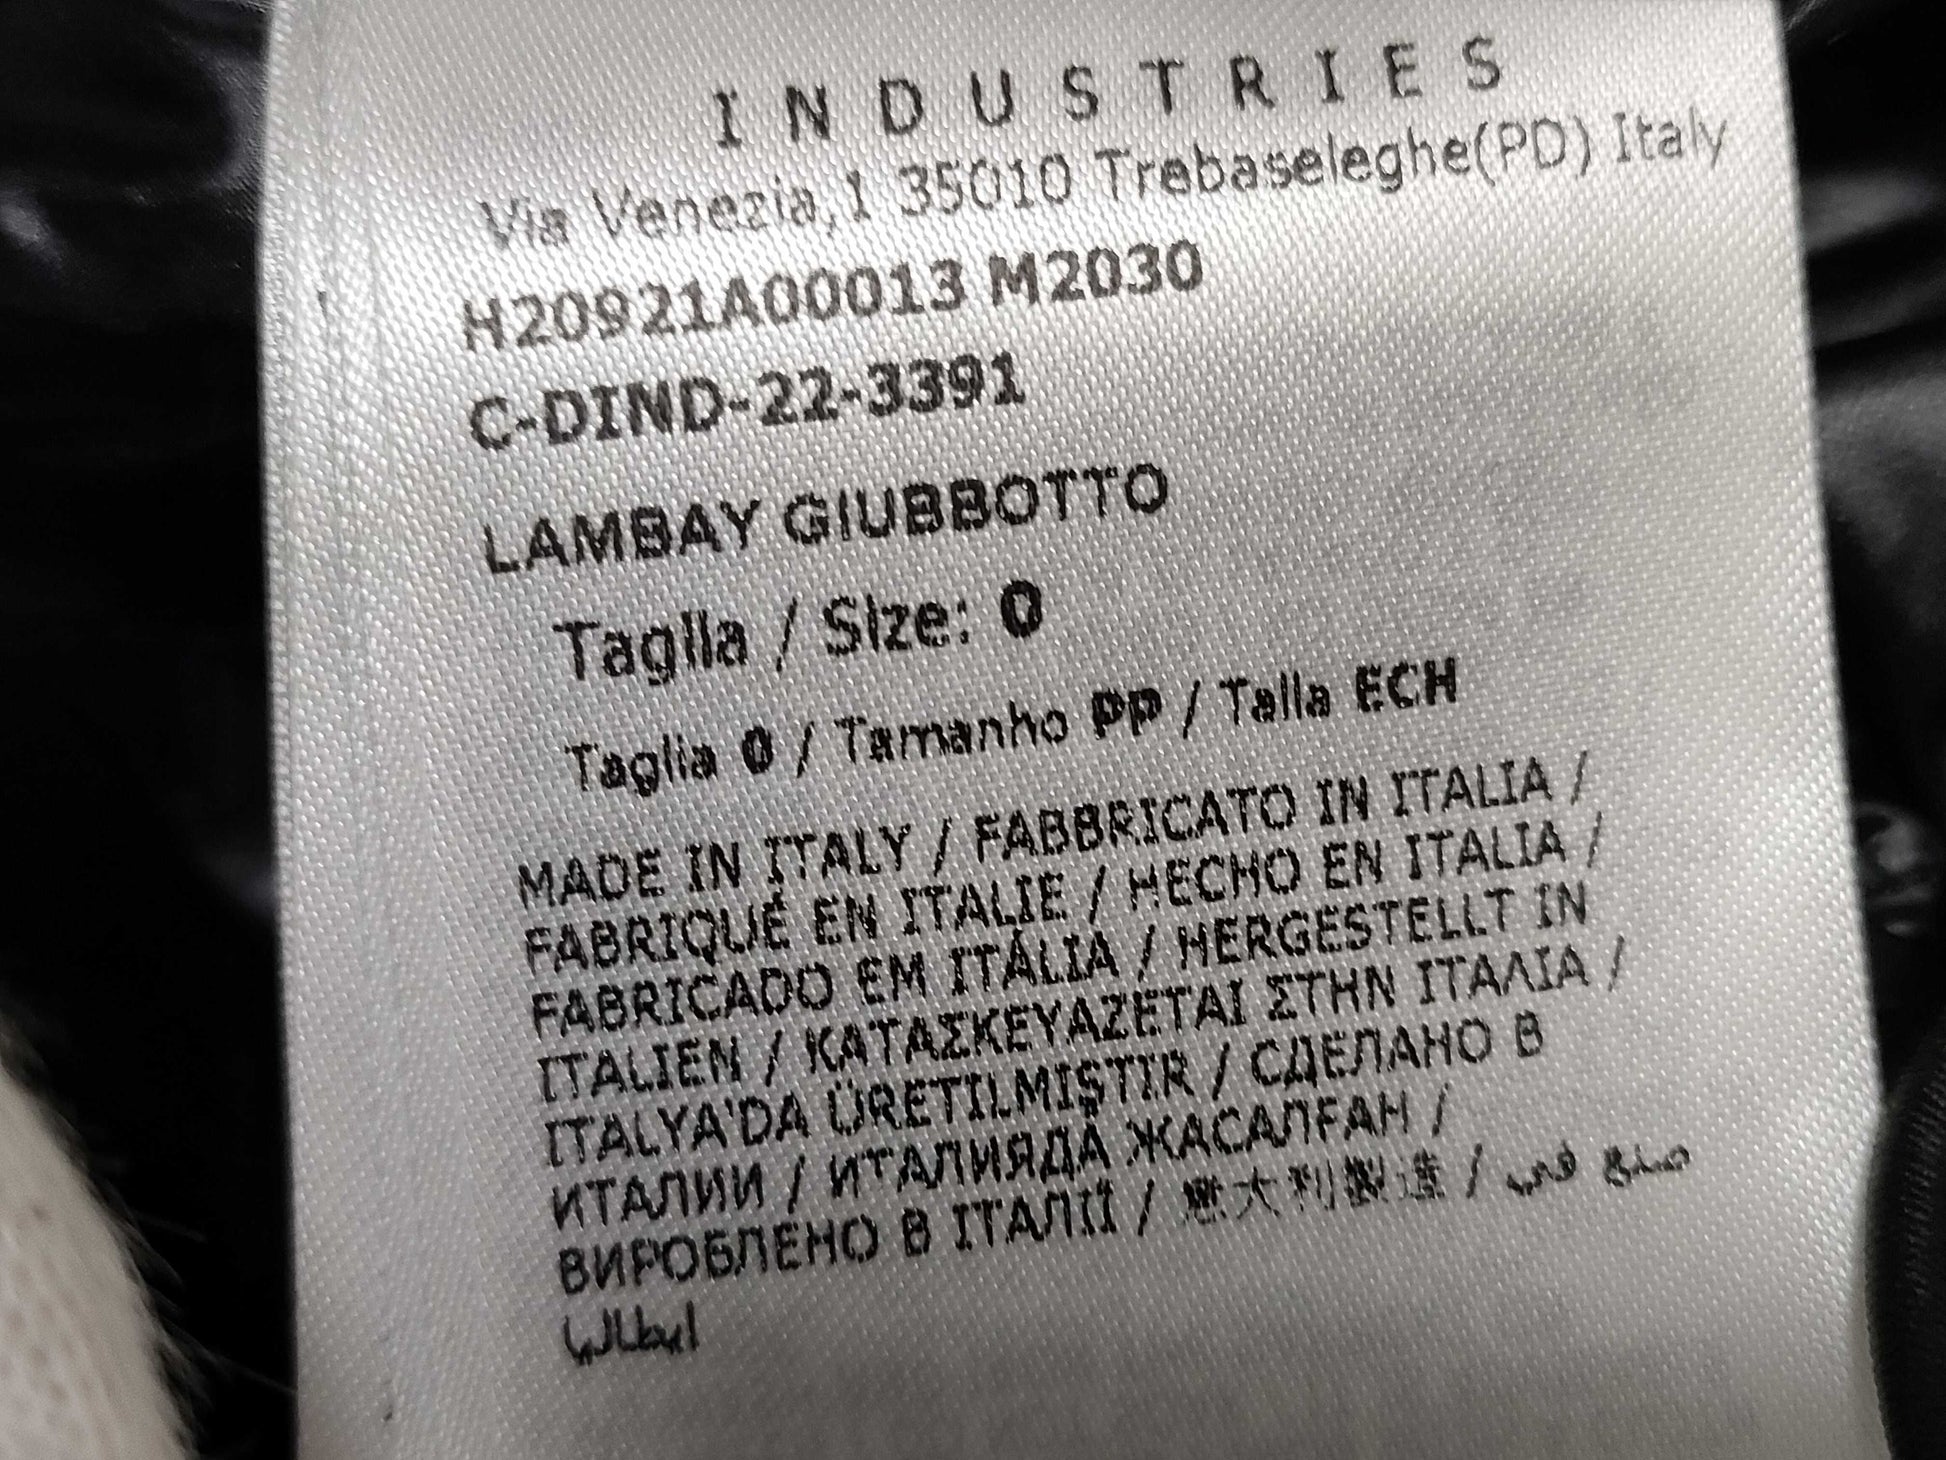 INDUSTRIES
Via Venezia,1 35010 Trebaseleghe(PD) Italy
H20921A00013 M2030
C-DIND-22-3391
LAMBAY GIUBBOTTO
Taglia / Size: 0
Taglia 0 / Tamanho PP / Talla ECH
MADE IN ITALY / FABBRICATO IN ITALIA /
FABRIQUÉ EN ITALIE / HECHO EN ITALIA /
FABRICADO EM ITÁLIA / HERGESTELLT IN
ITALIEN / ΚΑΤΑΣΚΕΥΑΖΕΤΑΙ ΣΤΗΝ ΙΤΑΛΙΑ /
ITALYA'DA ÜRETILMIŞTIR / СДЕЛАНО В
ИТАЛИИ / ИТАЛИЯДА ЖАСАЛҒАН /
ВИРОБЛЕНО В ІТАЛІЇ / 意大利製造 / صنع في
ايطاليا